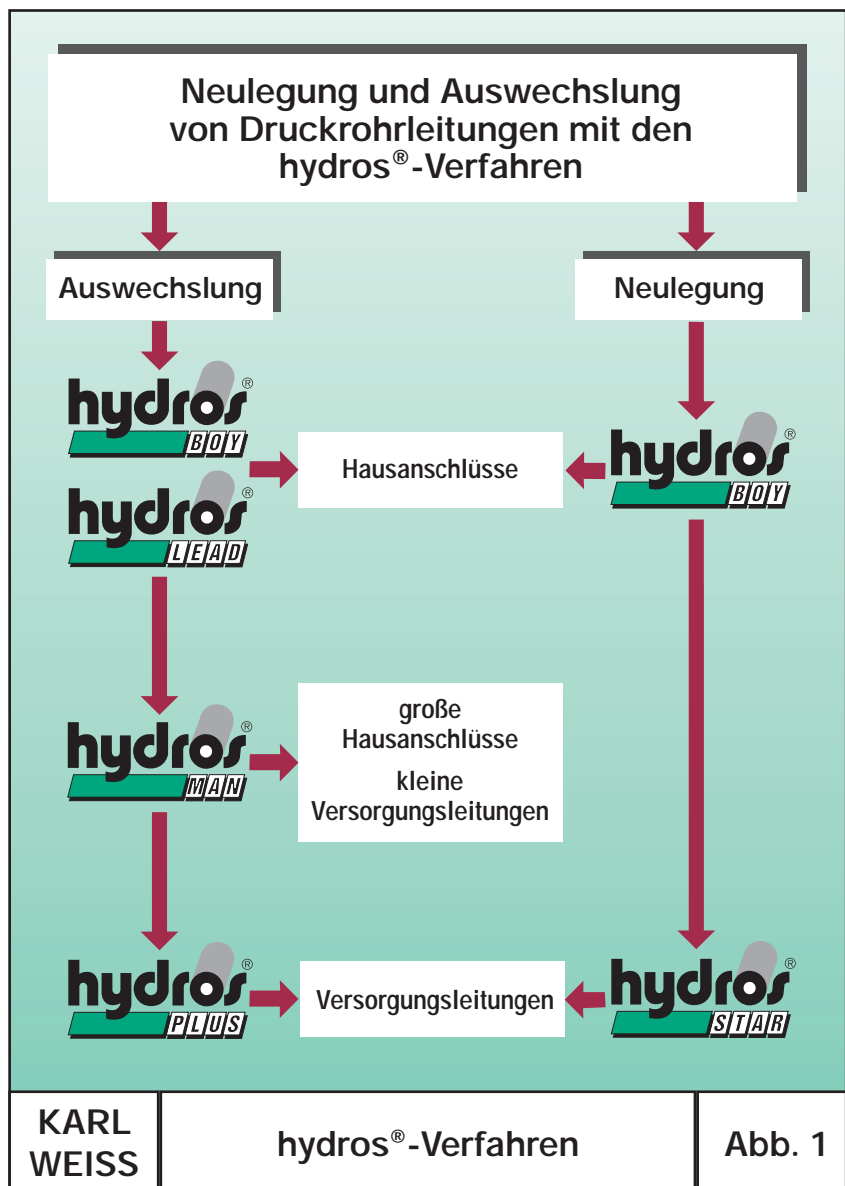 Neulegung und Auswechslung
von Druckrohrleitungen mit den
hydros®-Verfahren
Auswechslung
Neulegung
hydros®
BOY
Hausanschlüsse
hydros®
BOY
hydros®
LEAD
hydros®
MAN
große
Hausanschlüsse
kleine
Versorgungsleitungen
hydros®
PLUS
Versorgungsleitungen
hydros®
STAR
KARL
WEISS
hydros®-Verfahren
Abb. 1